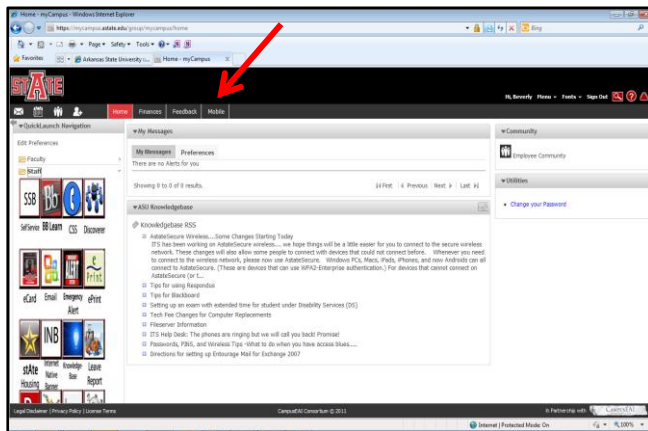 Home - myCampus - Windows Internet Explorer
https://mycampus.astate.edu/group/mycampus/home
Bing
Page Safety Tools
Favorites Arkansas State University ... Home - myCampus
STATE
Hi, Beverly Menu Fonts Sign Out
Home Finances Feedback Mobile
QuickLaunch Navigation
Edit Preferences
Faculty
Staff
SSB Bb
SelfService BBLearn CSS Discoverer
ALERT ePrint
eCard Email Emergency Alert ePrint
INB
stAte Housing Internet Native Banner Knowledge Base Leave Report
My Messages
My Messages Preferences
There are no Alerts for you
Showing 0 to 0 of 0 results.
First Previous Next Last
ASU Knowledgebase
Knowledgebase RSS
AstateSecure Wireless....Some Changes Starting Today
ITS has been working on AstateSecure wireless.... we hope things will be a little easier for you to connect to the secure wireless
network. These changes will also allow some people to connect with devices that could not connect before. Whenever you need
to connect to the wireless network, please now use AstateSecure. Windows PCs, Macs, iPads, iPhones, and now Androids can all
connect to AstateSecure. (These are devices that can use WPA2-Enterprise authentication.) For devices that cannot connect on
AstateSecure (or t...
Tips for using Respondus
Tips for Blackboard
Setting up an exam with extended time for student under Disability Services (DS)
Tech Fee Changes for Computer Replacements
Fileserver Information
ITS Help Desk: The phones are ringing but we will call you back! Promise!
Passwords, PINS, and Wireless Tips -What to do when you have access blues....
Directions for setting up Entourage Mail for Exchange 2007
Community
Employee Community
Utilities
Change your Password
Legal Disclaimer | Privacy Policy | License Terms
CampusEAI Consortium © 2011
In Partnership with CampusEAI
Internet | Protected Mode: On
100%